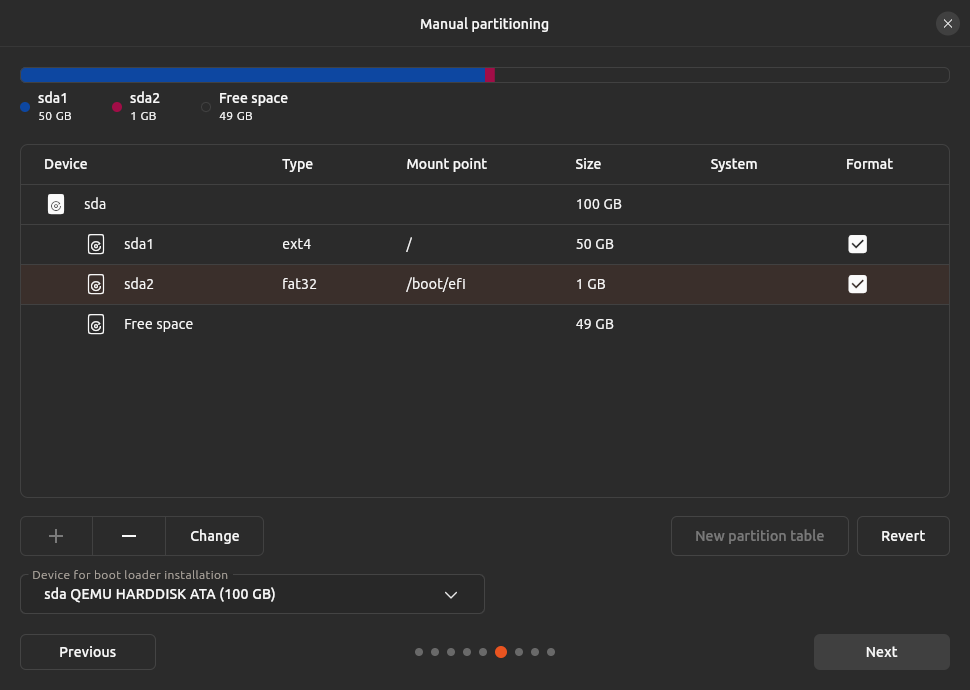 Manual partitioning
sda1
50 GB
sda2
1 GB
Free space
49 GB
Device Type Mount point Size System Format
sda 100 GB
sda1 ext4 / 50 GB
sda2 fat32 /boot/efi 1 GB
Free space 49 GB
Change New partition table Revert
Device for boot loader installation
sda QEMU HARDDISK ATA (100 GB)
Previous Next